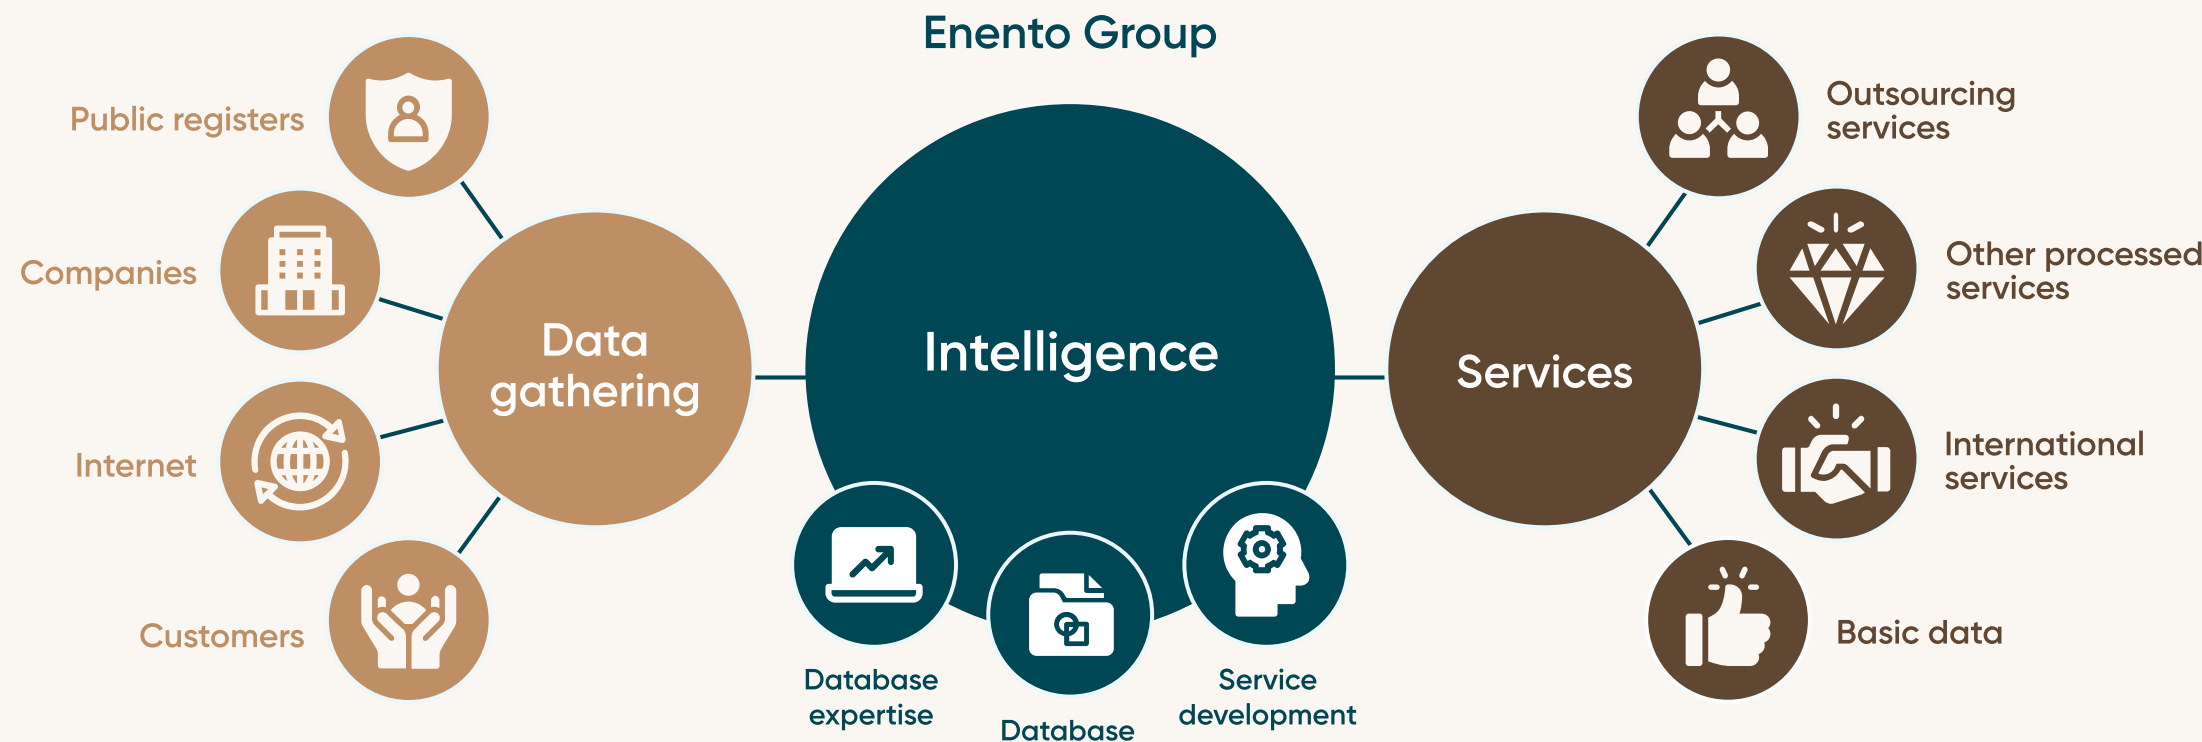 Enento Group
Public registers
Companies
Internet
Customers
Data
gathering
Intelligence
Database
expertise
Database
Service
development
Services
Outsourcing
services
Other processed
services
International
services
Basic data